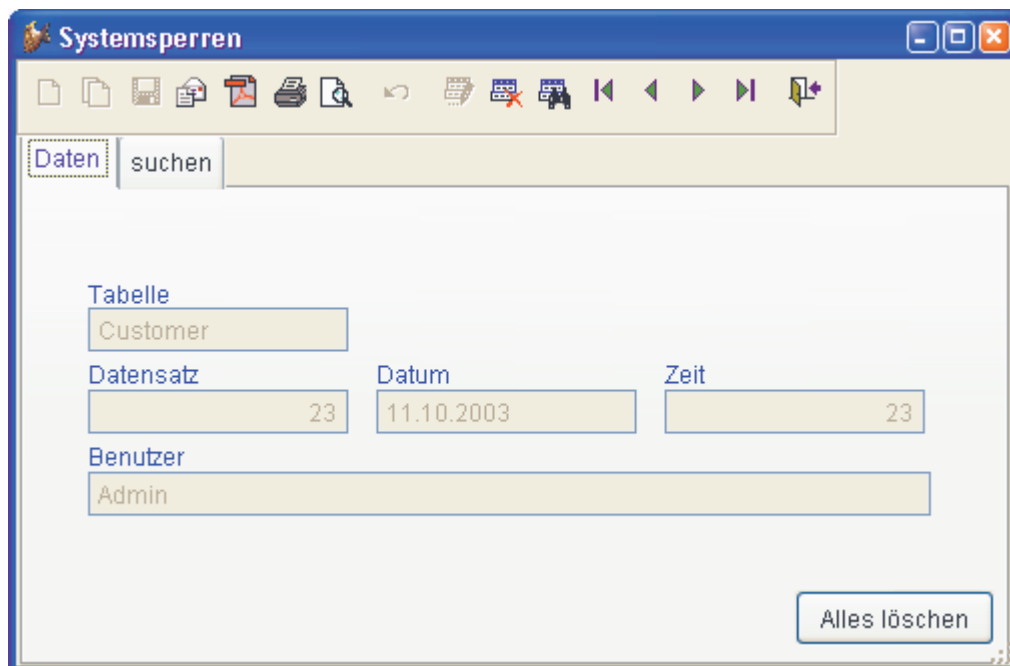 Systemsperren
Daten suchen
Tabelle
Customer
Datensatz Datum Zeit
23 11.10.2003 23
Benutzer
Admin
Alles löschen